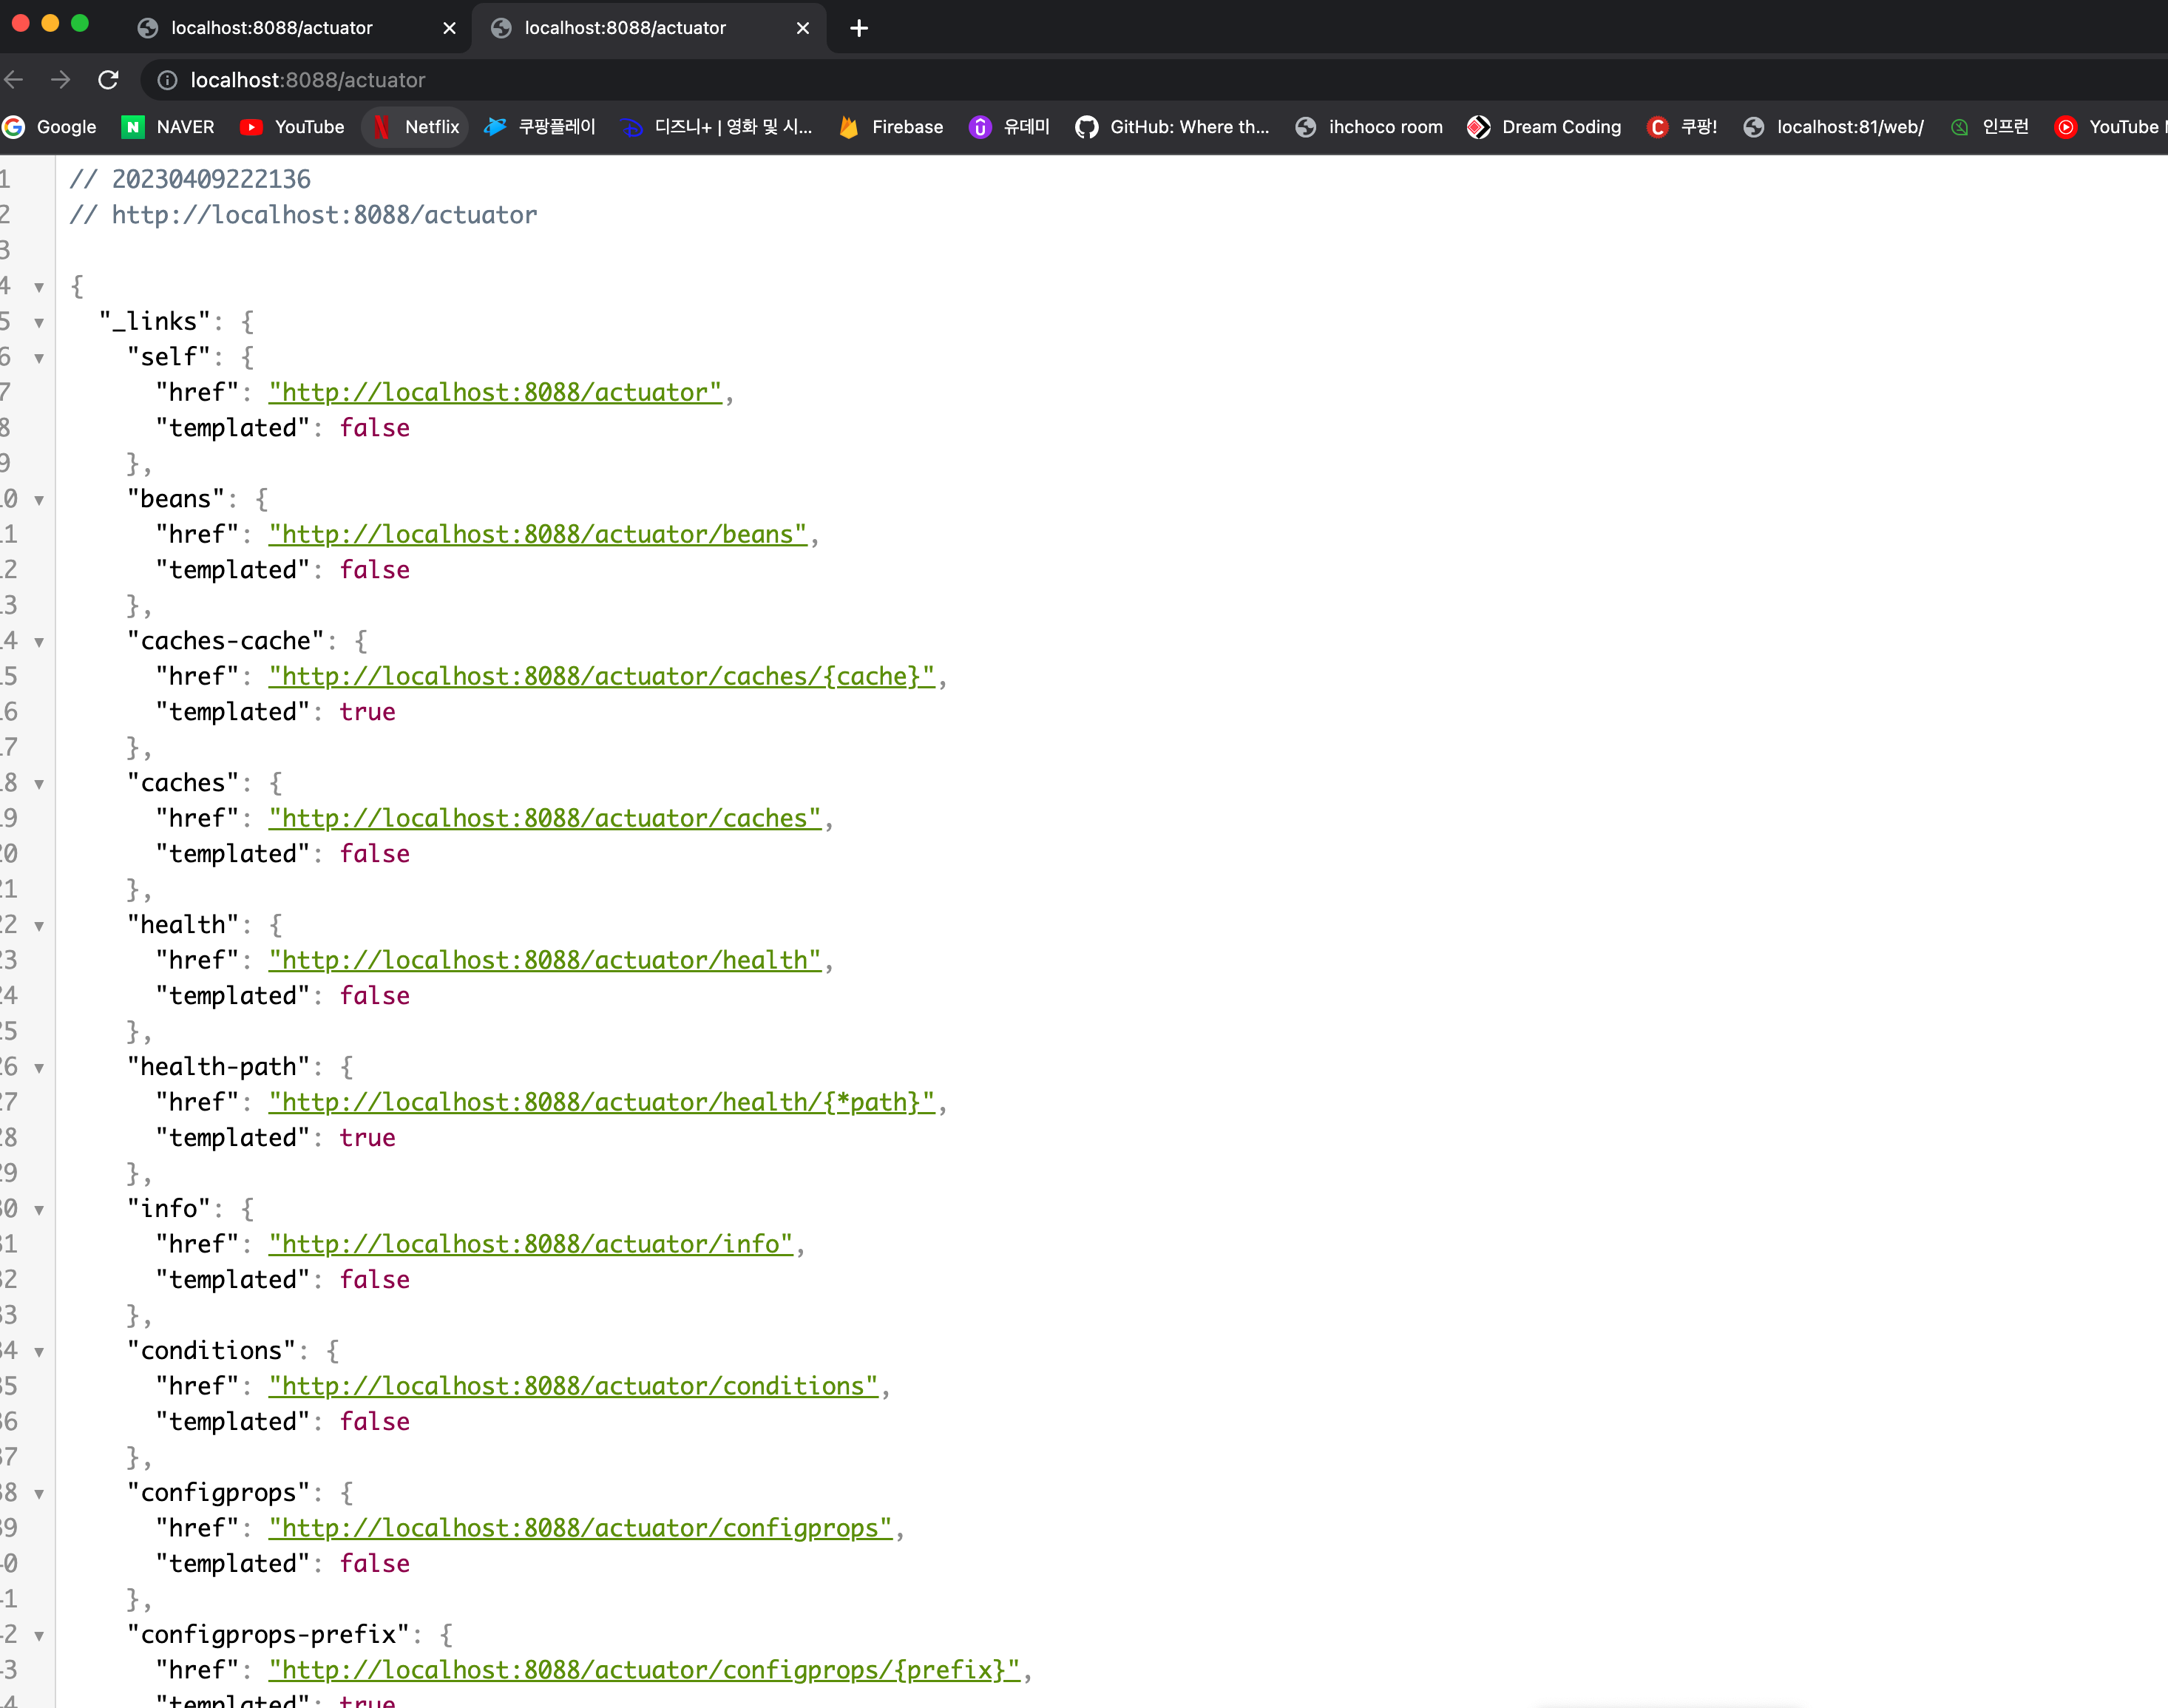 localhost:8088/actuator
localhost:8088/actuator
localhost:8088/actuator
Google NAVER YouTube Netflix 쿠팡플레이 디즈니+ | 영화 및 시... Firebase 유데미 GitHub: Where th... ihchoco room Dream Coding 쿠팡! localhost:81/web/ 인프런 YouTube
1 // 20230409222136
2 // http://localhost:8088/actuator
3
4 {
5 "_links": {
6 "self": {
7 "href": "http://localhost:8088/actuator",
8 "templated": false
9 },
10 "beans": {
11 "href": "http://localhost:8088/actuator/beans",
12 "templated": false
13 },
14 "caches-cache": {
15 "href": "http://localhost:8088/actuator/caches/{cache}",
16 "templated": true
17 },
18 "caches": {
19 "href": "http://localhost:8088/actuator/caches",
20 "templated": false
21 },
22 "health": {
23 "href": "http://localhost:8088/actuator/health",
24 "templated": false
25 },
26 "health-path": {
27 "href": "http://localhost:8088/actuator/health/{*path}",
28 "templated": true
29 },
30 "info": {
31 "href": "http://localhost:8088/actuator/info",
32 "templated": false
33 },
34 "conditions": {
35 "href": "http://localhost:8088/actuator/conditions",
36 "templated": false
37 },
38 "configprops": {
39 "href": "http://localhost:8088/actuator/configprops",
40 "templated": false
41 },
42 "configprops-prefix": {
43 "href": "http://localhost:8088/actuator/configprops/{prefix}",
44 "templated": true